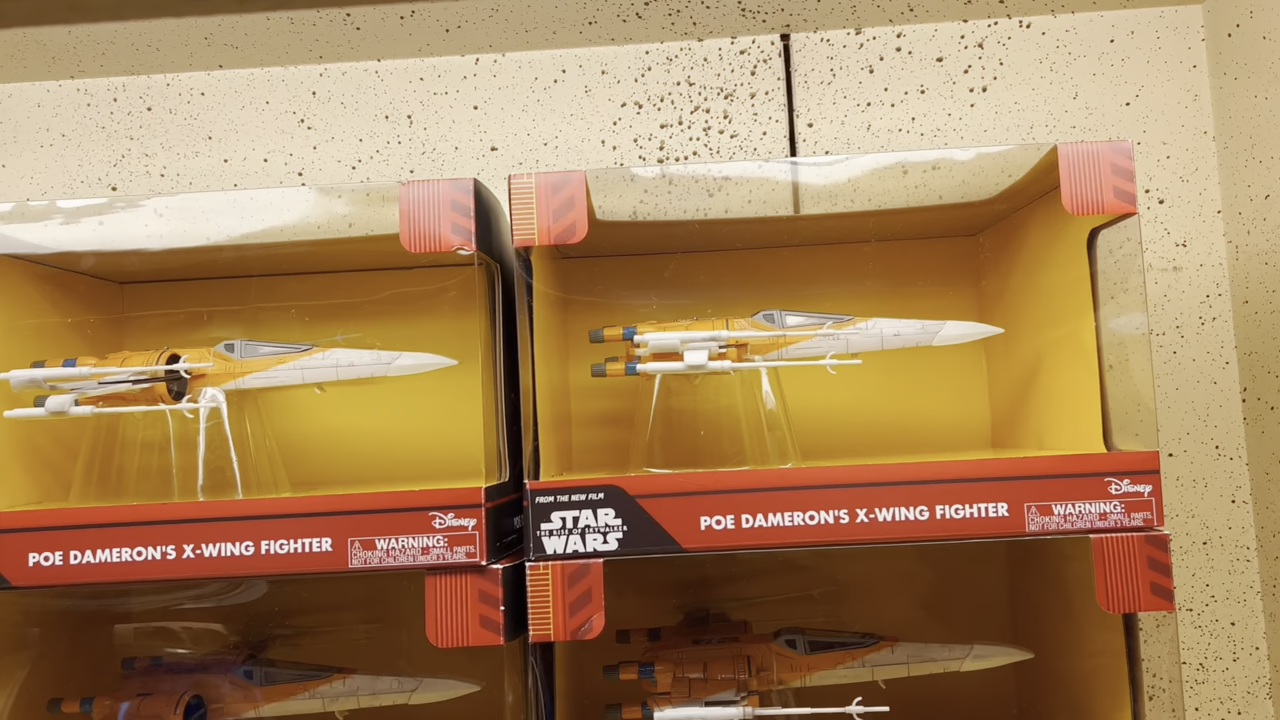 Disney
POE DAMERON'S X-WING FIGHTER
WARNING:
CHOKING HAZARD - SMALL PARTS.
NOT FOR CHILDREN UNDER 3 YEARS.
FROM THE NEW FILM
STAR
THE RISE OF SKYWALKER
WARS
POE DAMERON'S X-WING FIGHTER
Disney
WARNING:
CHOKING HAZARD - SMALL PARTS.
NOT FOR CHILDREN UNDER 3 YEARS.